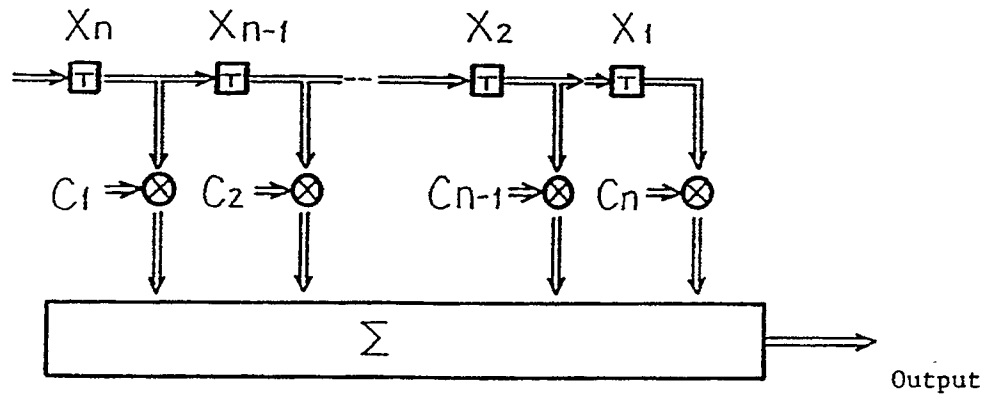 Xn Xn-1 X2 X1
T T T T
C1 C2 Cn-1 Cn
Σ
Output